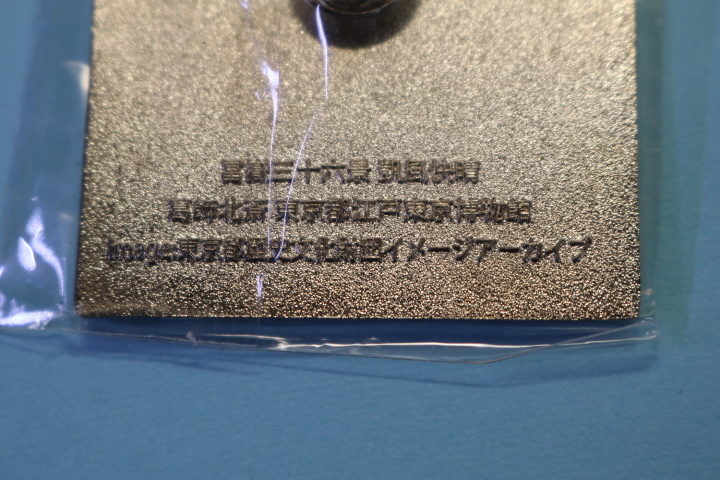 冨嶽三十六景 凱風快晴
葛飾北斎 東京都江戸東京博物館
image:東京都歴史文化財団イメージアーカイブ